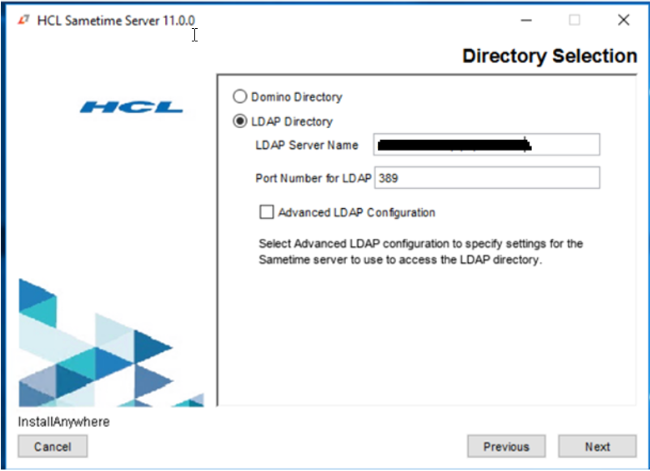 HCL Sametime Server 11.0.0
Directory Selection
HCL
Domino Directory
LDAP Directory
LDAP Server Name
Port Number for LDAP 389
Advanced LDAP Configuration
Select Advanced LDAP configuration to specify settings for the
Sametime server to use to access the LDAP directory.
InstallAnywhere
Cancel Previous Next